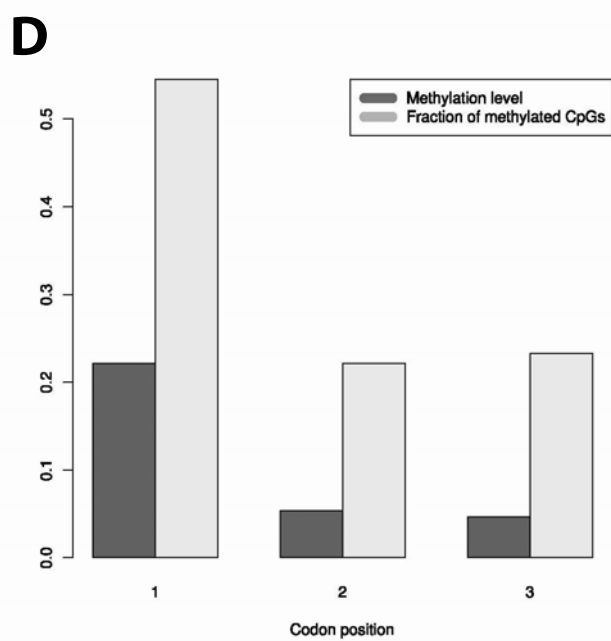 D
Methylation level
Fraction of methylated CpGs
0.5
0.4
0.3
0.2
0.1
0.0
1 2 3
Codon position